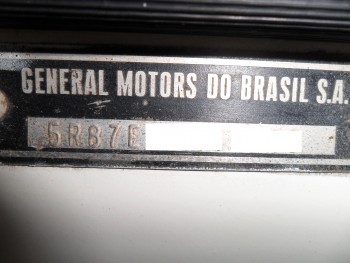 GENERAL MOTORS DO BRASIL S.A.
5R87E